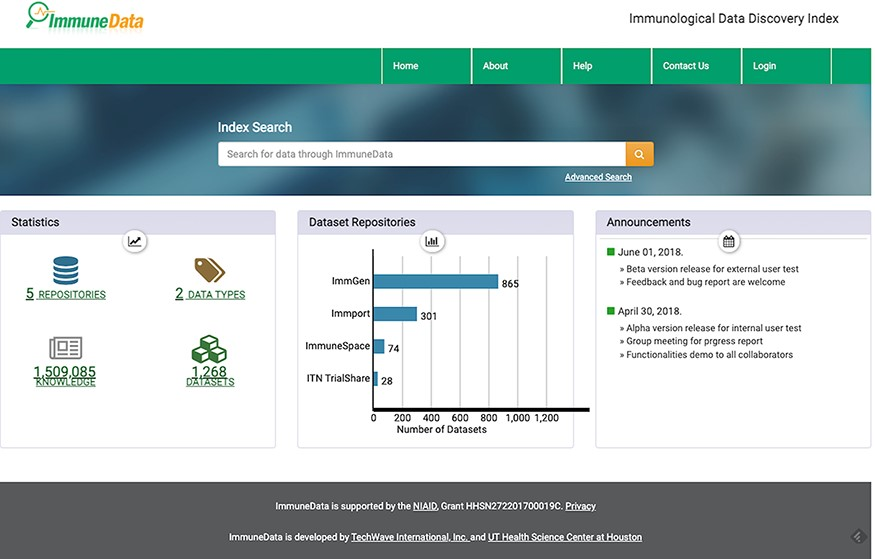 ImmuneData
Immunological Data Discovery Index
Home
About
Help
Contact Us
Login
Index Search
Search for data through ImmuneData
Advanced Search
Statistics
5 REPOSITORIES
2 DATA TYPES
1,509,085
KNOWLEDGE
1,268
DATASETS
Dataset Repositories
ImmGen
865
Immport
301
ImmuneSpace
74
ITN TrialShare
28
0 200 400 600 800 1,000 1,200
Number of Datasets
Announcements
June 01, 2018.
» Beta version release for external user test
» Feedback and bug report are welcome
April 30, 2018.
» Alpha version release for internal user test
» Group meeting for prgress report
» Functionalities demo to all collaborators
ImmuneData is supported by the NIAID, Grant HHSN272201700019C. Privacy
ImmuneData is developed by TechWave International, Inc. and UT Health Science Center at Houston